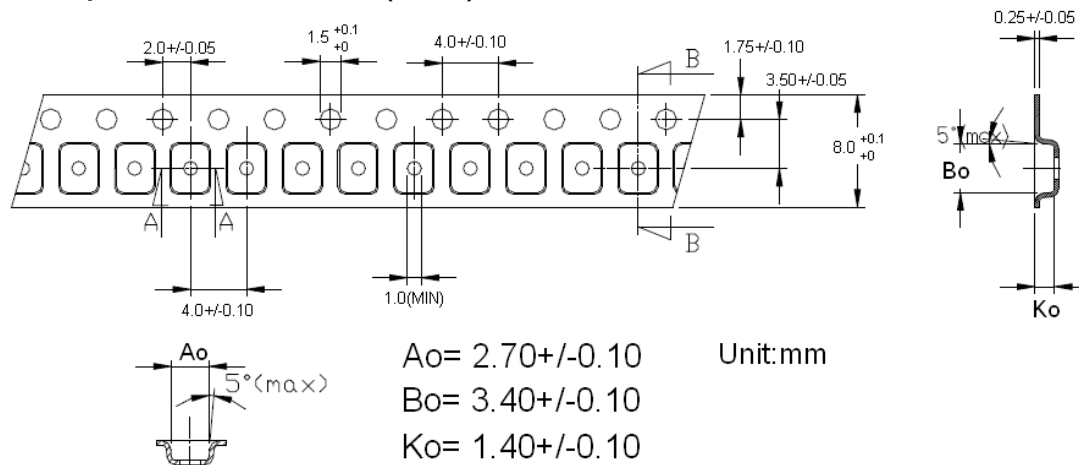 0.25+/-0.05
2.0+/-0.05
1.5 +0.1
+0
4.0+/-0.10
1.75+/-0.10
B
3.50+/-0.05
8.0 +0.1
+0
5°(max)
Bo
A
A
B
1.0(MIN)
4.0+/-0.10
Ko
Ao
5°(max)
Ao= 2.70+/-0.10
Unit:mm
Bo= 3.40+/-0.10
Ko= 1.40+/-0.10